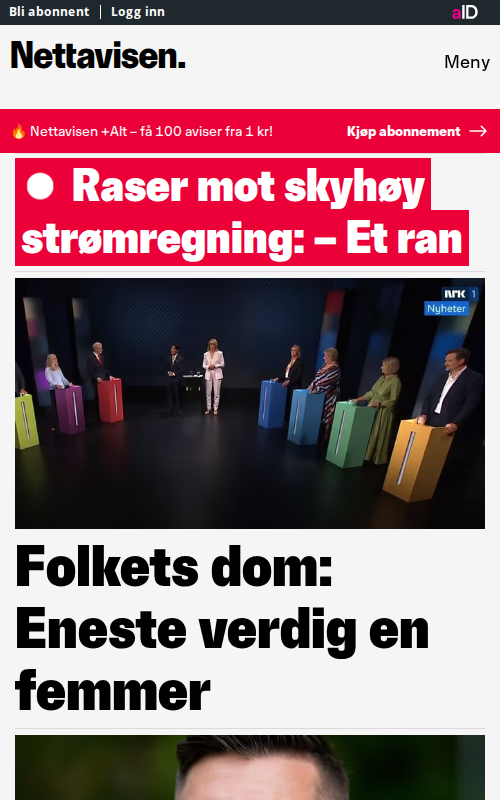 Bli abonnent | Logg inn
aID
Nettavisen.
Meny
🔥 Nettavisen +Alt – få 100 aviser fra 1 kr!
Kjøp abonnement →
Raser mot skyhøy
strømregning: – Et ran
NRK 1
Nyheter
Folkets dom:
Eneste verdig en
femmer